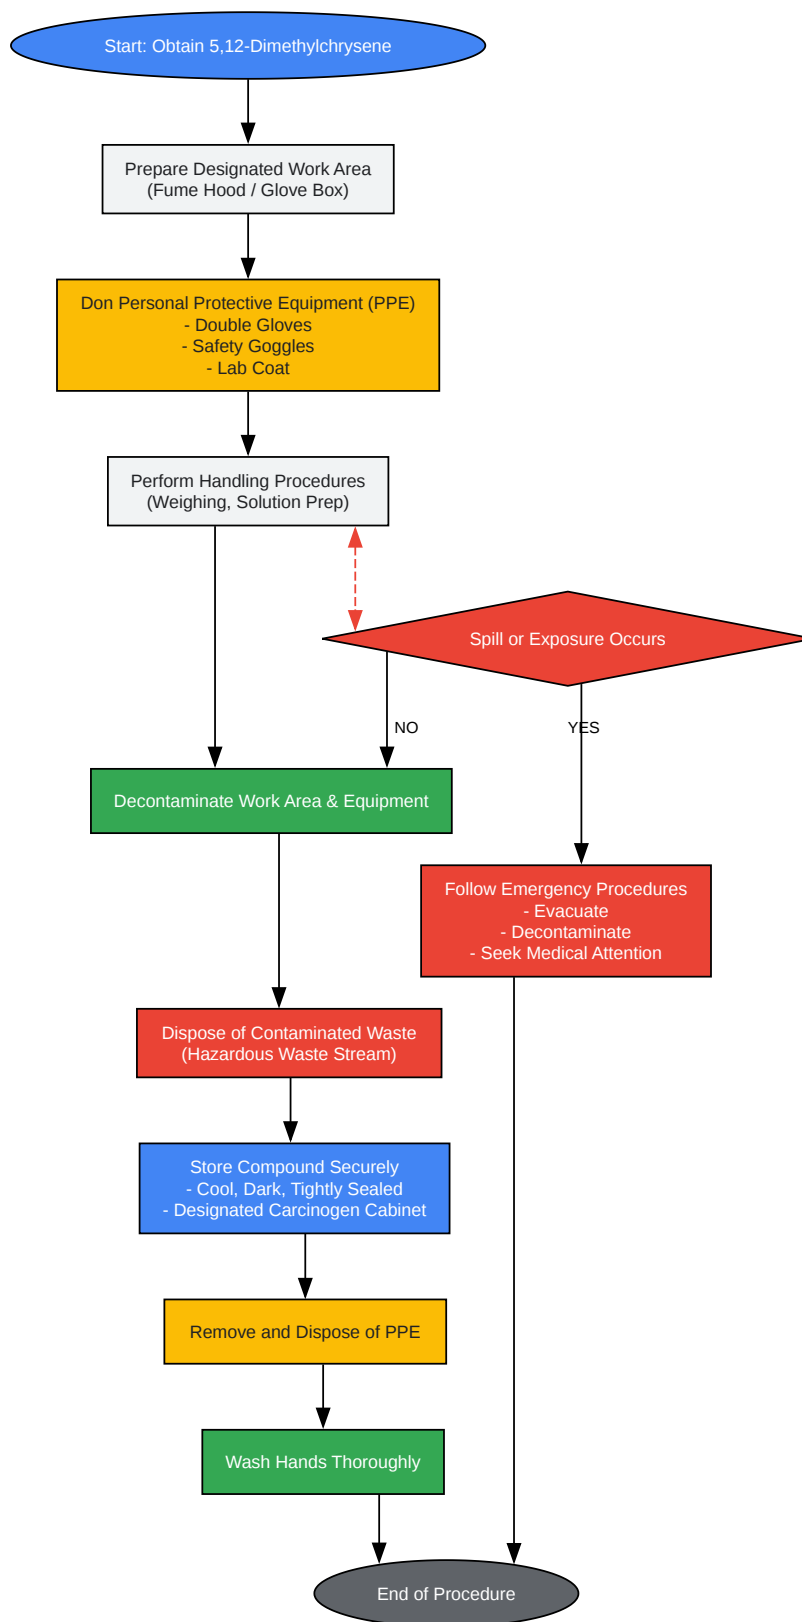 Start: Obtain 5,12-Dimethylchrysene
Prepare Designated Work Area
(Fume Hood / Glove Box)
Don Personal Protective Equipment (PPE)
- Double Gloves
- Safety Goggles
- Lab Coat
Perform Handling Procedures
(Weighing, Solution Prep)
Spill or Exposure Occurs
NO
YES
Decontaminate Work Area & Equipment
Follow Emergency Procedures
- Evacuate
- Decontaminate
- Seek Medical Attention
Dispose of Contaminated Waste
(Hazardous Waste Stream)
Store Compound Securely
- Cool, Dark, Tightly Sealed
- Designated Carcinogen Cabinet
Remove and Dispose of PPE
Wash Hands Thoroughly
End of Procedure